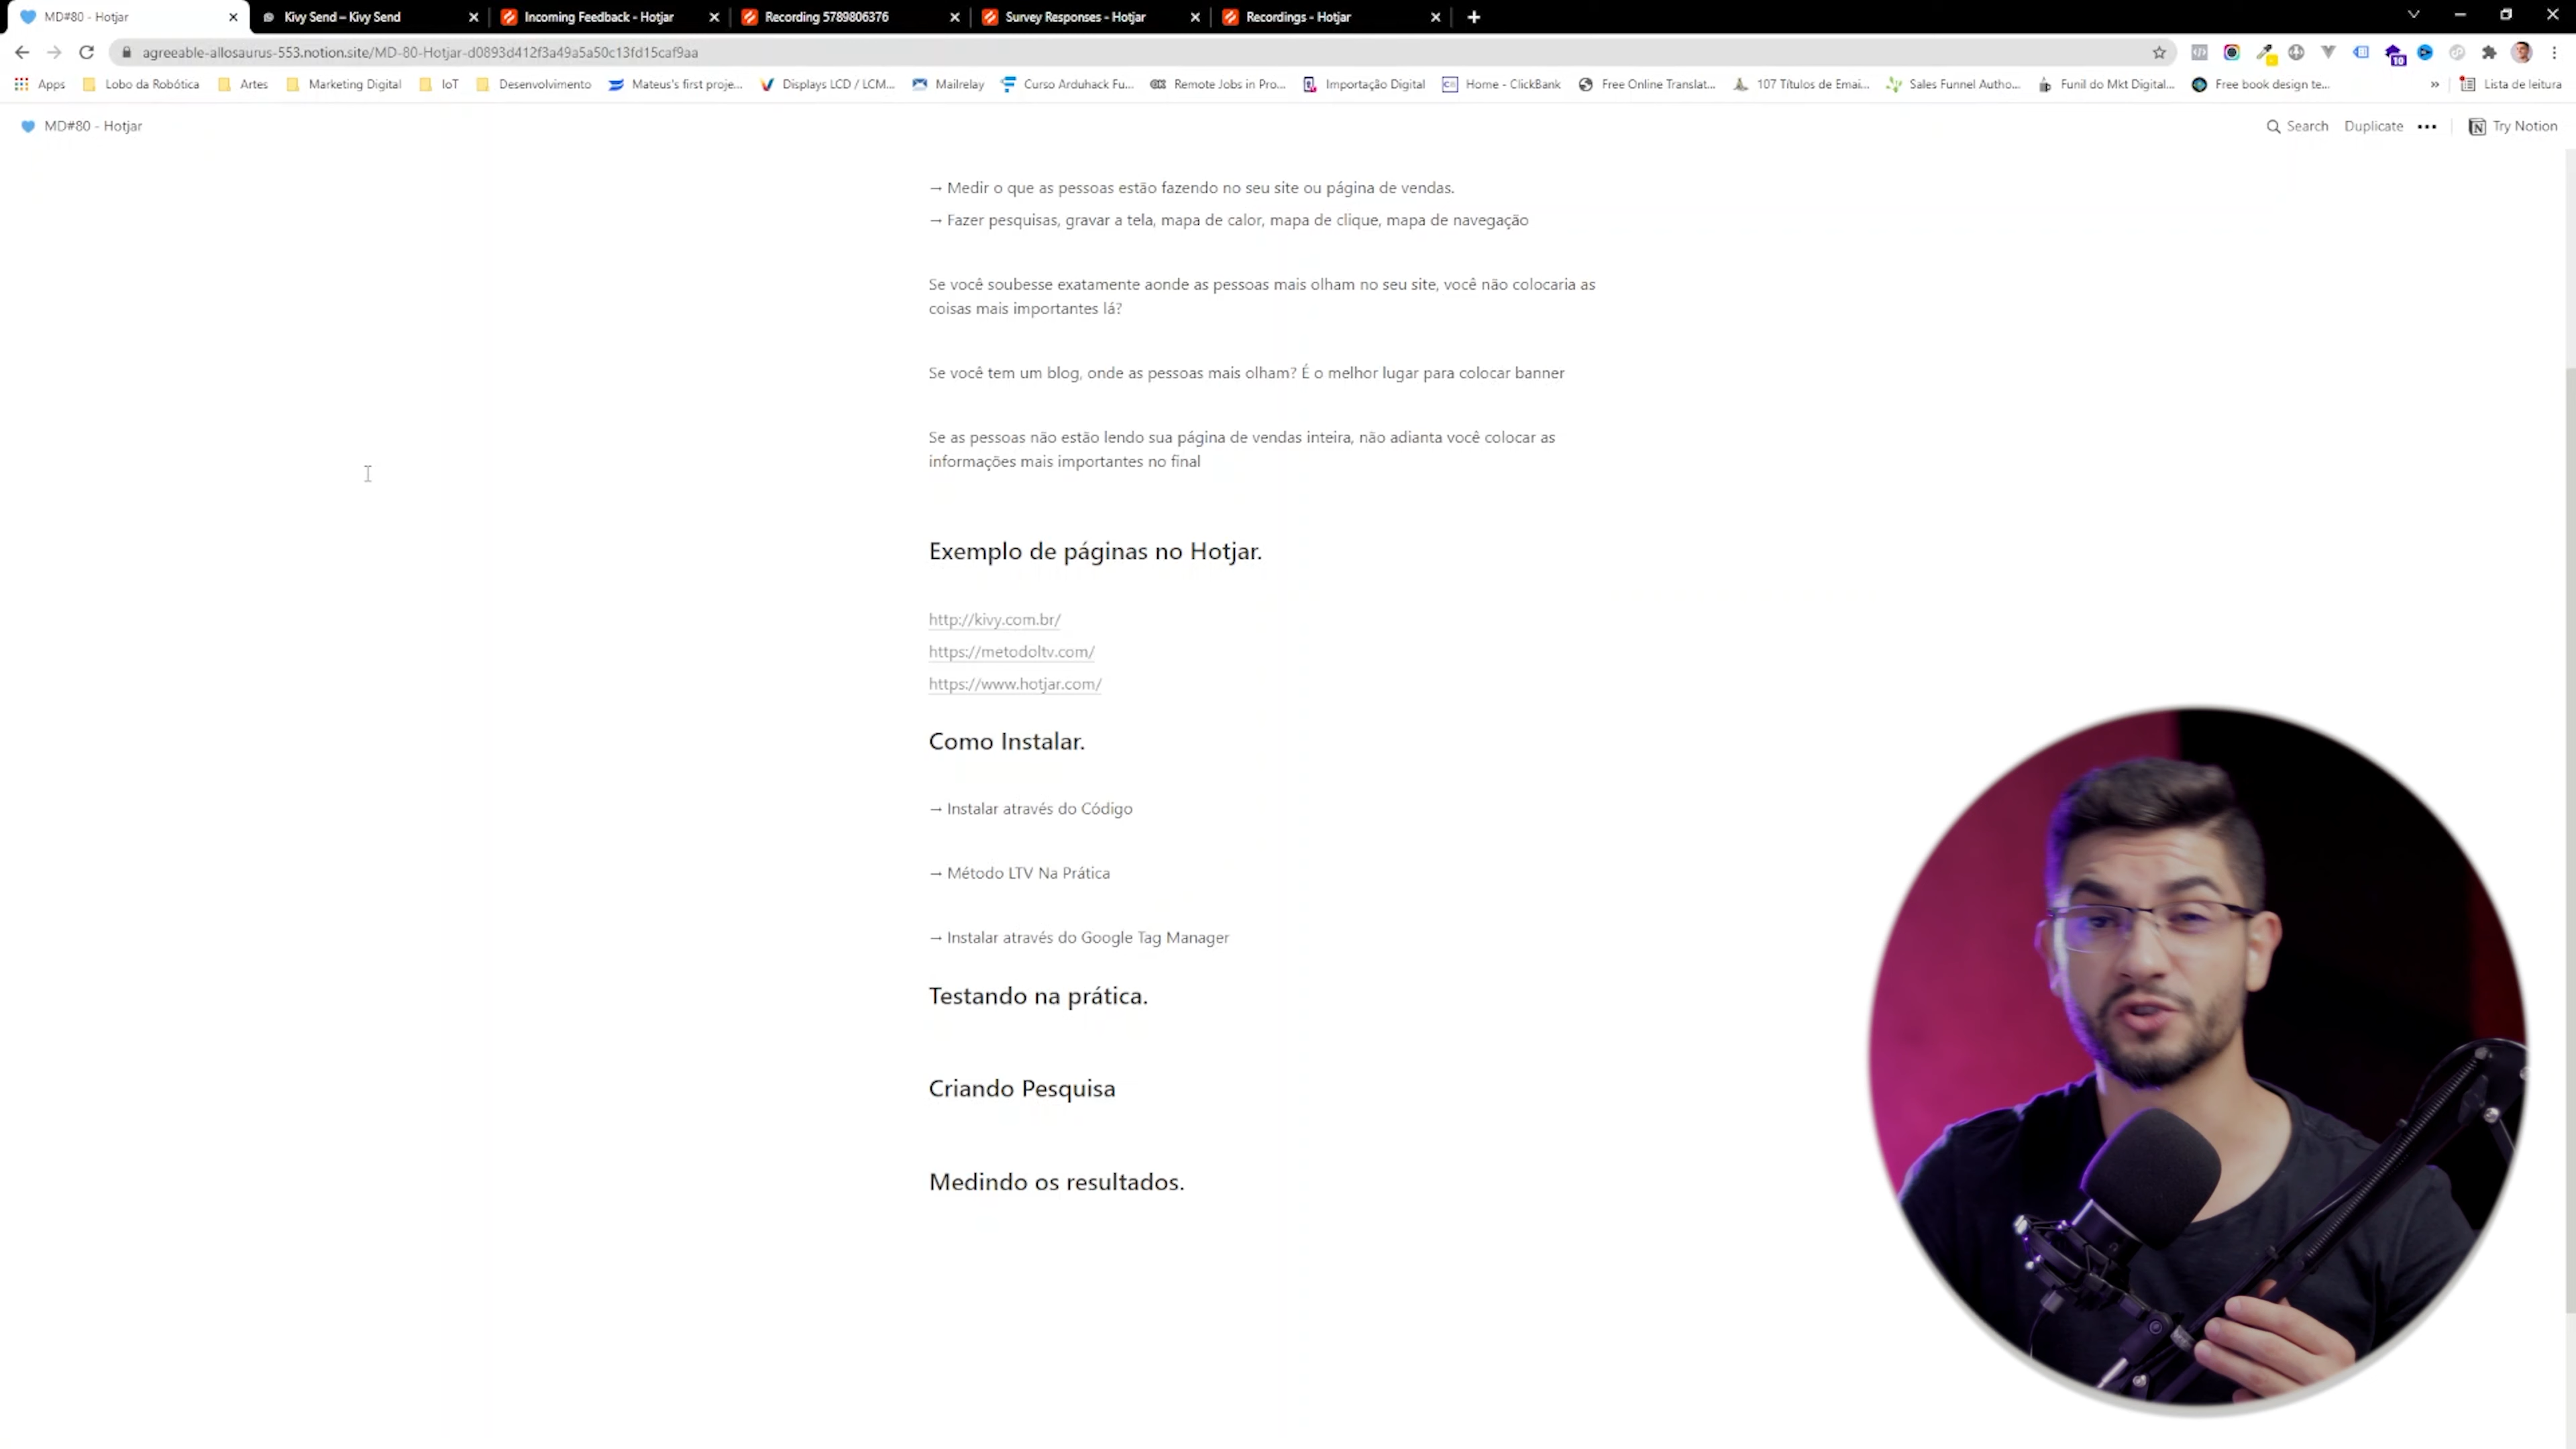 MD#80 - Hotjar
Kivy Send – Kivy Send
Incoming Feedback - Hotjar
Recording 5789806376
Survey Responses - Hotjar
Recordings - Hotjar
agreeable-allosaurus-553.notion.site/MD-80-Hotjar-d0893d412f3a49a5a50c13fd15caf9aa
10
Apps
Lobo da Robótica
Artes
Marketing Digital
IoT
Desenvolvimento
Mateus's first proje...
Displays LCD / LCM...
Mailrelay
Curso Arduhack Fu...
Remote Jobs in Pro...
Importação Digital
Home - ClickBank
Free Online Translat...
107 Títulos de Emai...
Sales Funnel Autho...
Funil do Mkt Digital...
Free book design te...
»
Lista de leitura
MD#80 - Hotjar
Search
Duplicate
Try Notion
→ Medir o que as pessoas estão fazendo no seu site ou página de vendas.
→ Fazer pesquisas, gravar a tela, mapa de calor, mapa de clique, mapa de navegação
Se você soubesse exatamente aonde as pessoas mais olham no seu site, você não colocaria as
coisas mais importantes lá?
Se você tem um blog, onde as pessoas mais olham? É o melhor lugar para colocar banner
Se as pessoas não estão lendo sua página de vendas inteira, não adianta você colocar as
informações mais importantes no final
Exemplo de páginas no Hotjar.
http://kivy.com.br/
https://metodoltv.com/
https://www.hotjar.com/
Como Instalar.
→ Instalar através do Código
→ Método LTV Na Prática
→ Instalar através do Google Tag Manager
Testando na prática.
Criando Pesquisa
Medindo os resultados.